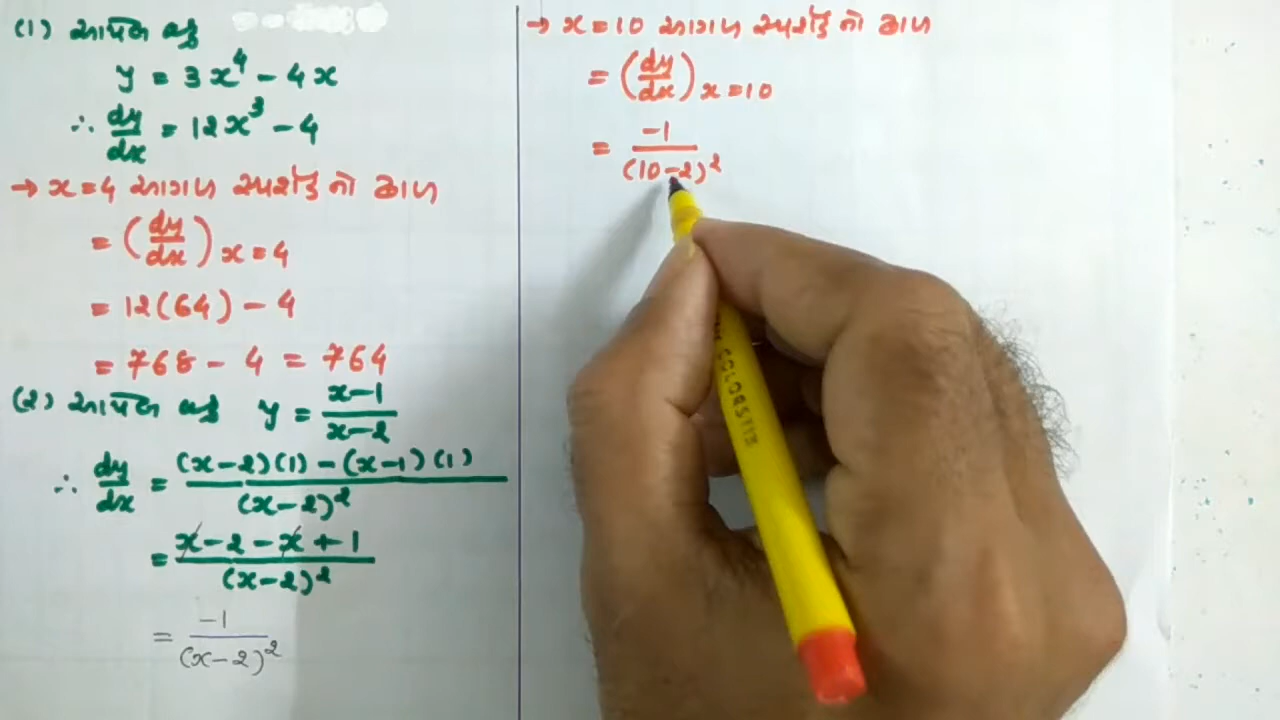 (1) આપેલ વક્ર
y = 3x⁴ - 4x
∴ dy/dx = 12x³ - 4
→ x=4 આગળ સ્પર્શકનો ઢાળ
= (dy/dx) x=4
= 12(64) - 4
= 768 - 4 = 764
(2) આપેલ વક્ર y = x-1/x-2
∴ dy/dx = (x-2)(1) - (x-1)(1)/(x-2)²
= x-2-x+1/(x-2)²
= -1/(x-2)²
→ x=10 આગળ સ્પર્શકનો ઢાળ
= (dy/dx) x=10
= -1/(10-2)²